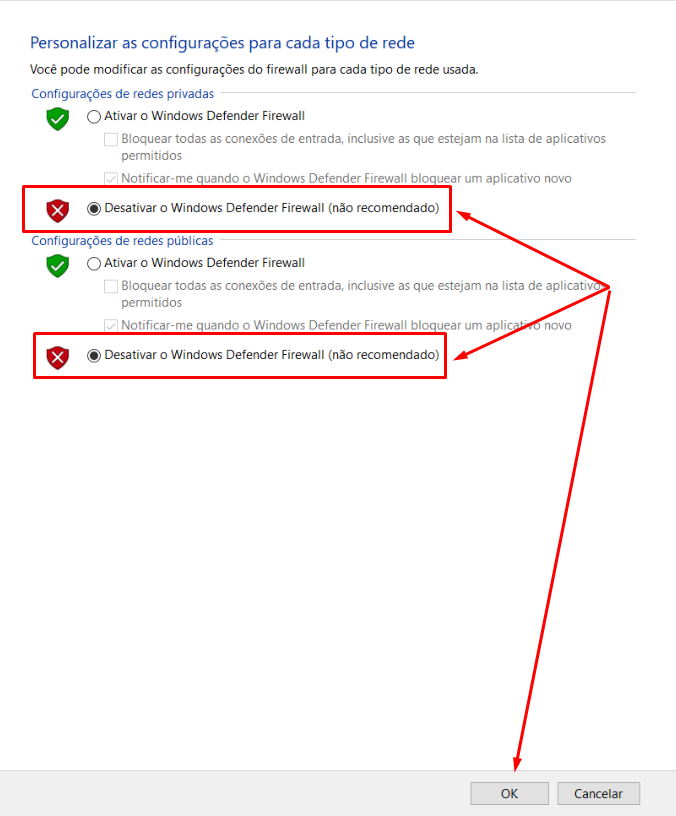 Personalizar as configurações para cada tipo de rede
Você pode modificar as configurações do firewall para cada tipo de rede usada.
Configurações de redes privadas
Ativar o Windows Defender Firewall
Bloquear todas as conexões de entrada, inclusive as que estejam na lista de aplicativos
permitidos
Notificar-me quando o Windows Defender Firewall bloquear um aplicativo novo
Desativar o Windows Defender Firewall (não recomendado)
Configurações de redes públicas
Ativar o Windows Defender Firewall
Bloquear todas as conexões de entrada, inclusive as que estejam na lista de aplicativos
permitidos
Notificar-me quando o Windows Defender Firewall bloquear um aplicativo novo
Desativar o Windows Defender Firewall (não recomendado)
OK
Cancelar